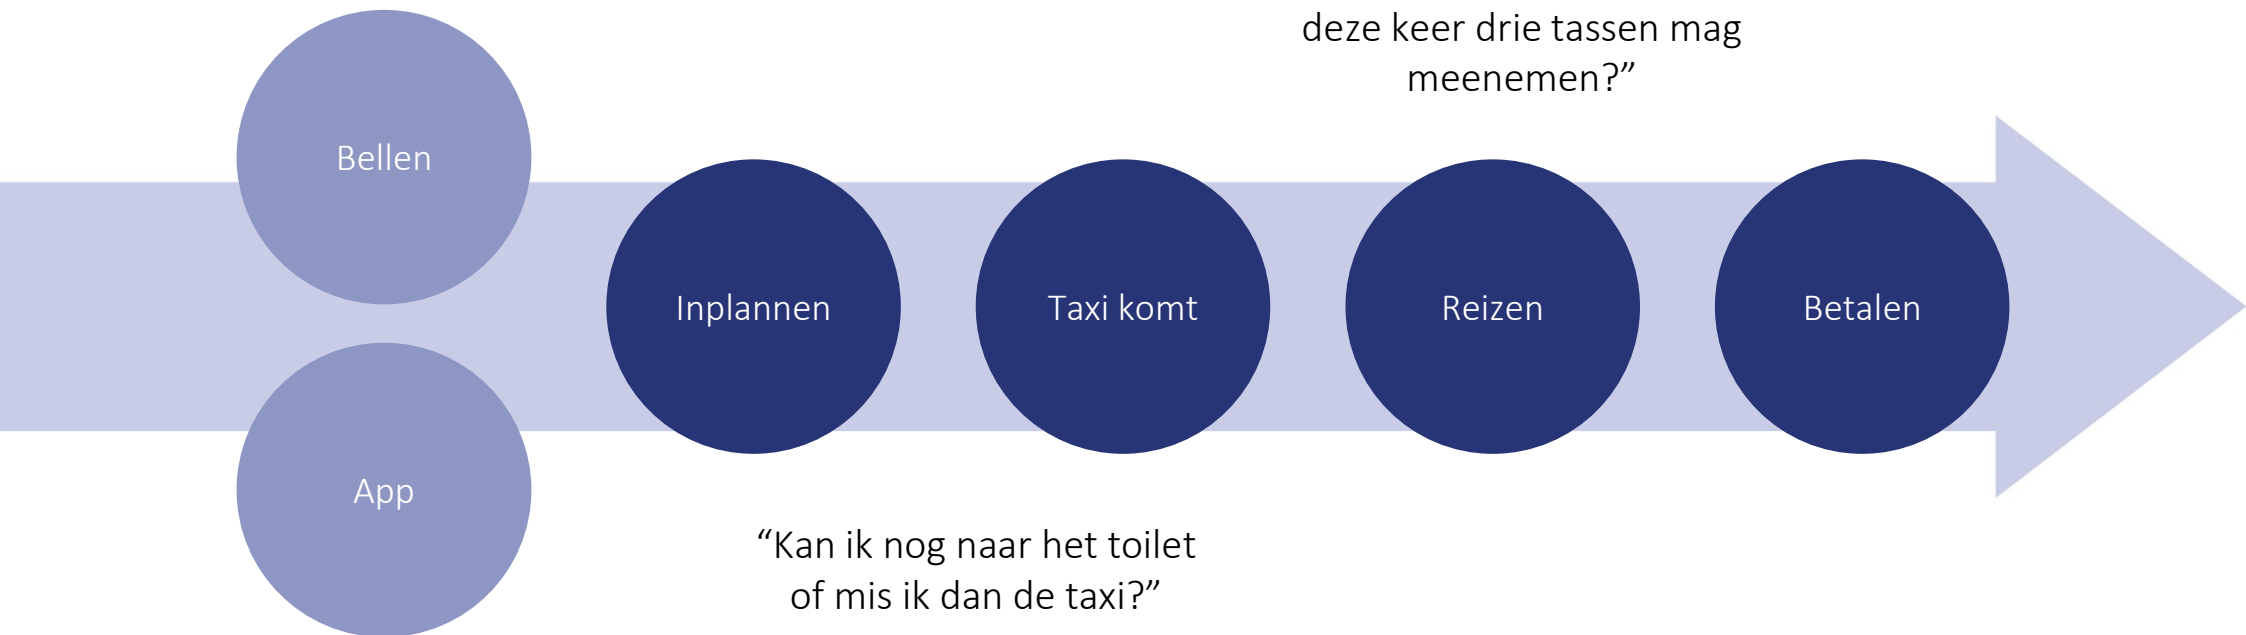 deze keer drie tassen mag
meenemen?”
Bellen
Inplannen
Taxi komt
Reizen
Betalen
App
“Kan ik nog naar het toilet
of mis ik dan de taxi?”